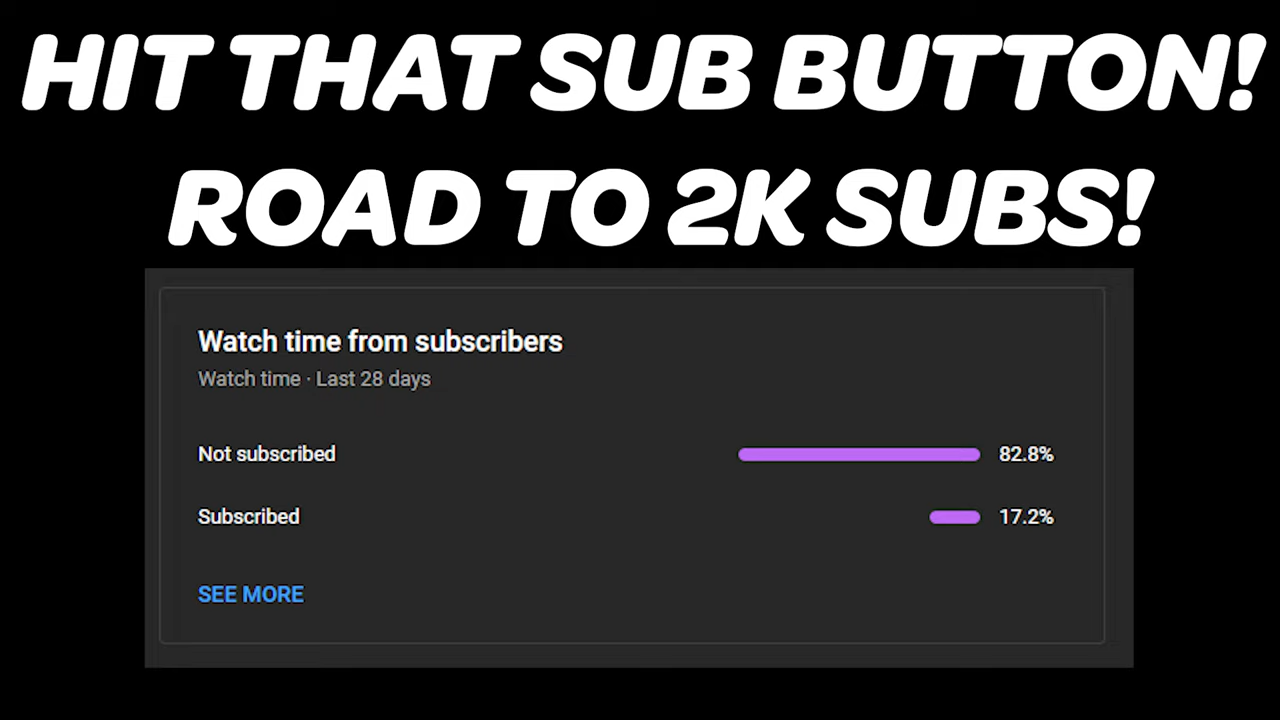 HIT THAT SUB BUTTON!
ROAD TO 2K SUBS!
Watch time from subscribers
Watch time · Last 28 days
Not subscribed 82.8%
Subscribed 17.2%
SEE MORE